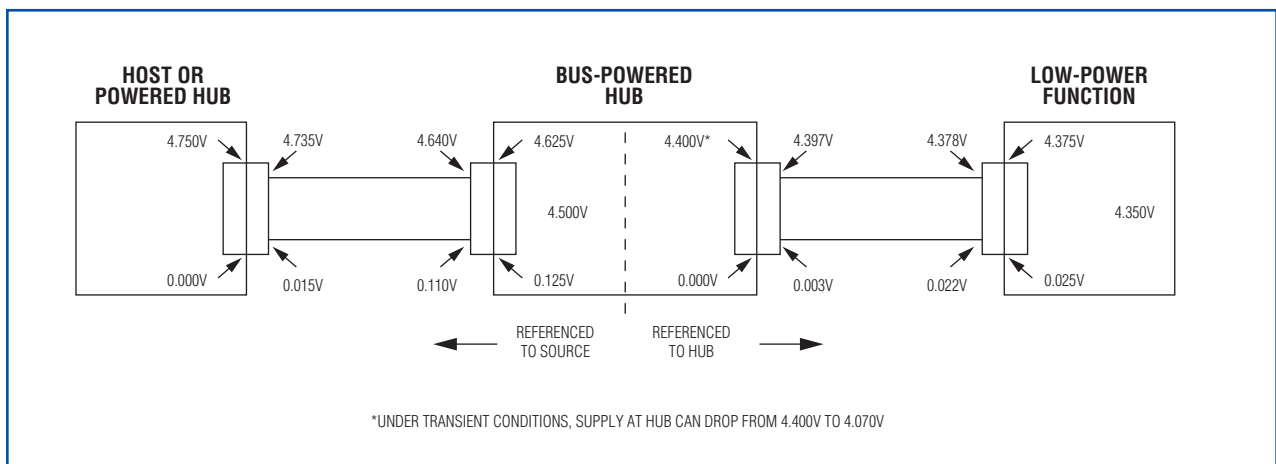 HOST OR
POWERED HUB
BUS-POWERED
HUB
LOW-POWER
FUNCTION
4.750V
4.735V
4.640V
4.625V
4.400V*
4.397V
4.378V
4.375V
4.500V
4.350V
0.000V
0.015V
0.110V
0.125V
0.000V
0.003V
0.022V
0.025V
REFERENCED
TO SOURCE
REFERENCED
TO HUB
*UNDER TRANSIENT CONDITIONS, SUPPLY AT HUB CAN DROP FROM 4.400V TO 4.070V